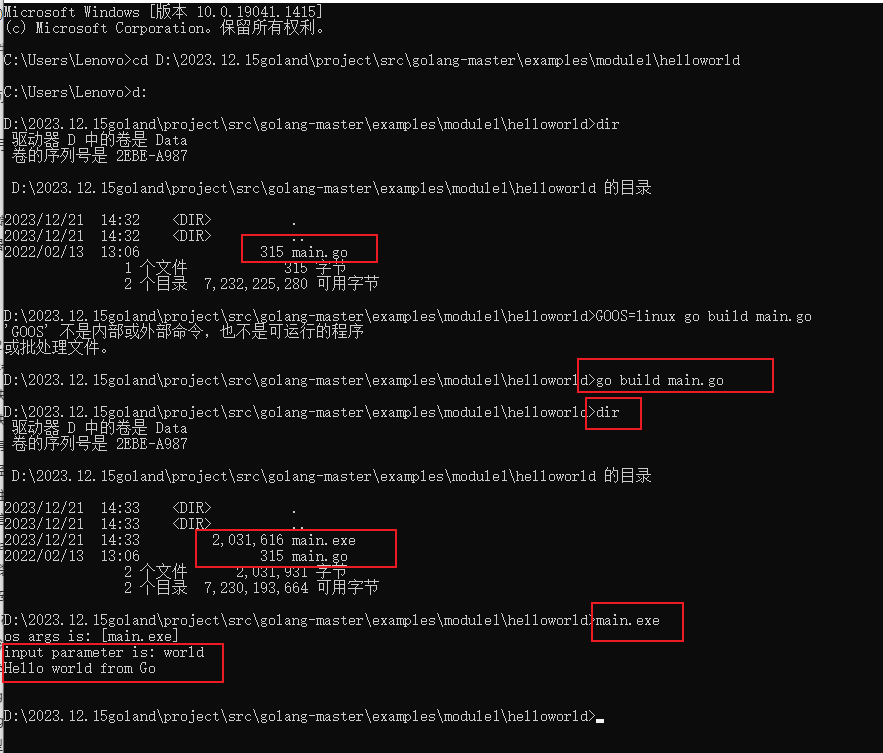 Microsoft Windows [版本 10.0.19041.1415]
(c) Microsoft Corporation。保留所有权利。
C:\Users\Lenovo>cd D:\2023.12.15goland\project\src\golang-master\examples\module1\helloworld
C:\Users\Lenovo>d:
D:\2023.12.15goland\project\src\golang-master\examples\module1\helloworld>dir
驱动器 D 中的卷是 Data
卷的序列号是 2EBE-A987
D:\2023.12.15goland\project\src\golang-master\examples\module1\helloworld 的目录
2023/12/21  14:32    <DIR>          .
2023/12/21  14:32    <DIR>          ..
2022/02/13  13:06               315 main.go
1 个文件            315 字节
2 个目录  7,232,225,280 可用字节
D:\2023.12.15goland\project\src\golang-master\examples\module1\helloworld>GOOS=linux go build main.go
'GOOS' 不是内部或外部命令，也不是可运行的程序
或批处理文件。
D:\2023.12.15goland\project\src\golang-master\examples\module1\helloworld>go build main.go
D:\2023.12.15goland\project\src\golang-master\examples\module1\helloworld>dir
驱动器 D 中的卷是 Data
卷的序列号是 2EBE-A987
D:\2023.12.15goland\project\src\golang-master\examples\module1\helloworld 的目录
2023/12/21  14:33    <DIR>          .
2023/12/21  14:33    <DIR>          ..
2023/12/21  14:33         2,031,616 main.exe
2022/02/13  13:06               315 main.go
2 个文件      2,031,931 字节
2 个目录  7,230,193,664 可用字节
D:\2023.12.15goland\project\src\golang-master\examples\module1\helloworld>main.exe
os args is: [main.exe]
input parameter is: world
Hello world from Go
D:\2023.12.15goland\project\src\golang-master\examples\module1\helloworld>